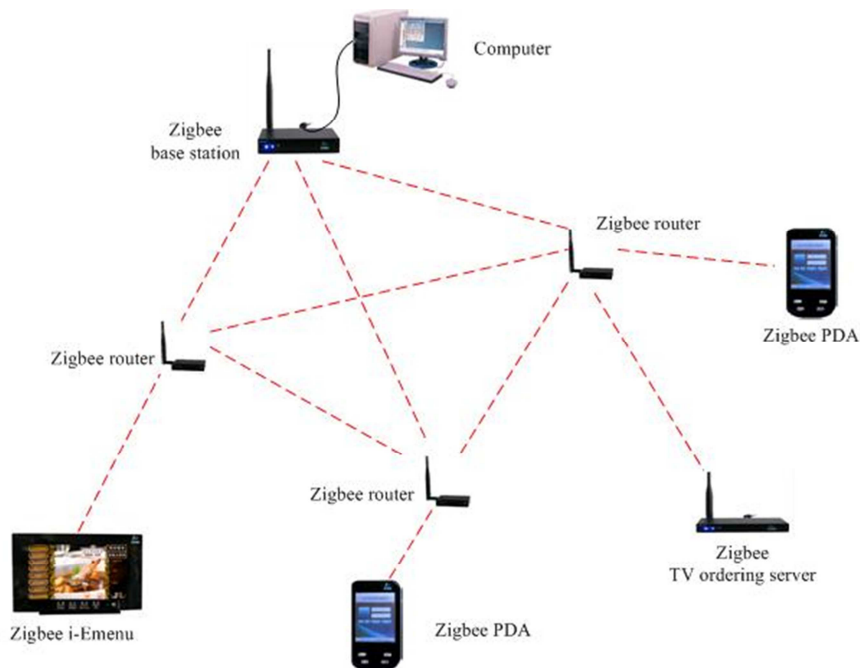 Computer
Zigbee
base station
Zigbee router
Zigbee PDA
Zigbee router
Zigbee router
Zigbee
TV ordering server
Zigbee i-Emenu
Zigbee PDA